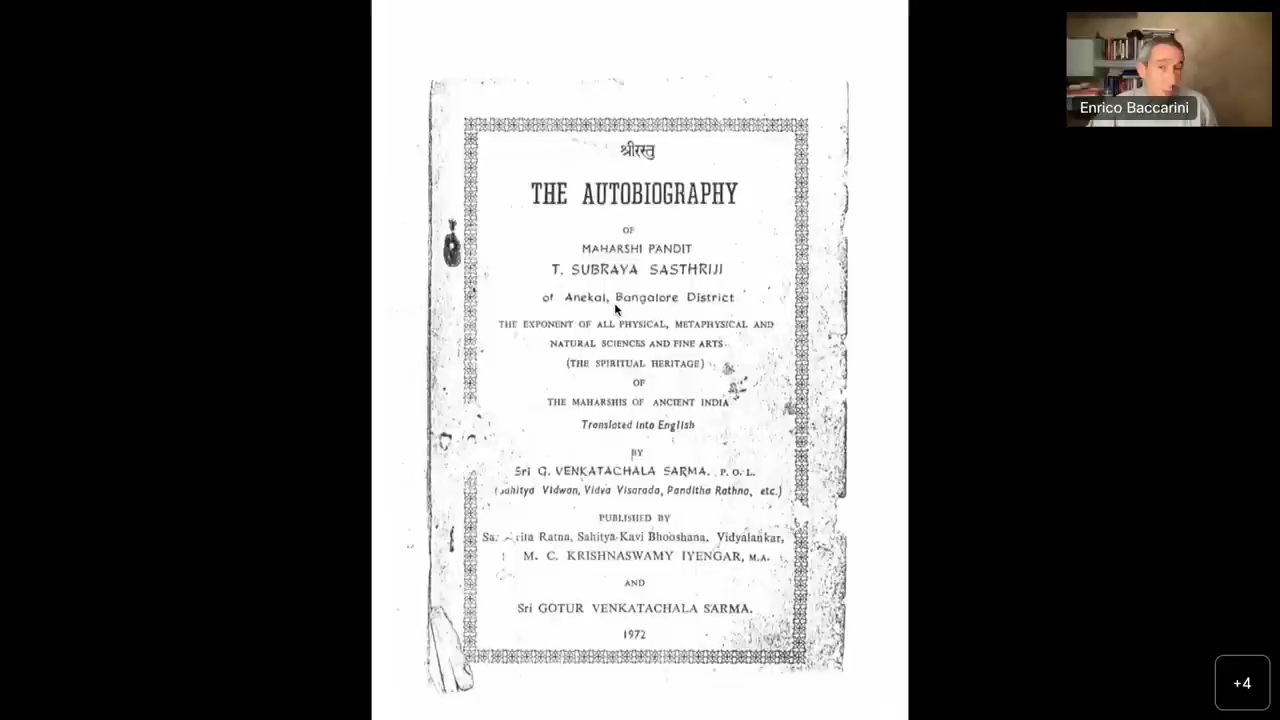 श्रीरस्तु
THE AUTOBIOGRAPHY
OF
MAHARSHI PANDIT
T. SUBRAYA SASTHRIJI
of Anekal, Bangalore District
THE EXPONENT OF ALL PHYSICAL, METAPHYSICAL AND
NATURAL SCIENCES AND FINE ARTS
(THE SPIRITUAL HERITAGE)
OF
THE MAHARSHIS OF ANCIENT INDIA
Translated into English
BY
Sri G. VENKATACHALA SARMA. P. O. L.
Vidwan, Vidya Visarada, Panditha Rathna, etc.)
PUBLISHED BY
Ratna, Sahitya Kavi Bhooshana, Vidyalankar,
M. C. KRISHNASWAMY IYENGAR, M.A.
AND
Sri GOTUR VENKATACHALA SARMA.
1972
Enrico Baccarini
+4